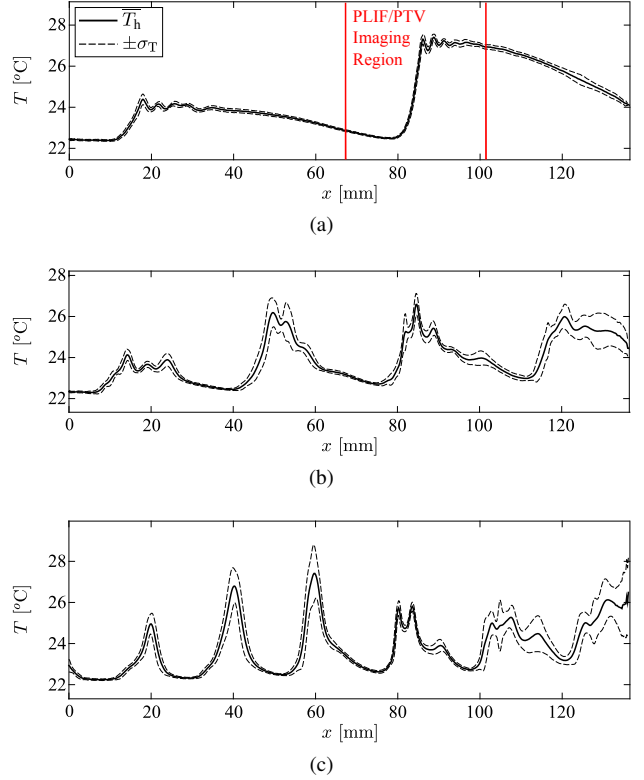 28
26
24
22
T [°C]
T̅h
±σT
PLIF/PTV
Imaging
Region
0 20 40 60 80 100 120
x [mm]
(a)
28
26
24
22
T [°C]
0 20 40 60 80 100 120
x [mm]
(b)
28
26
24
22
T [°C]
0 20 40 60 80 100 120
x [mm]
(c)